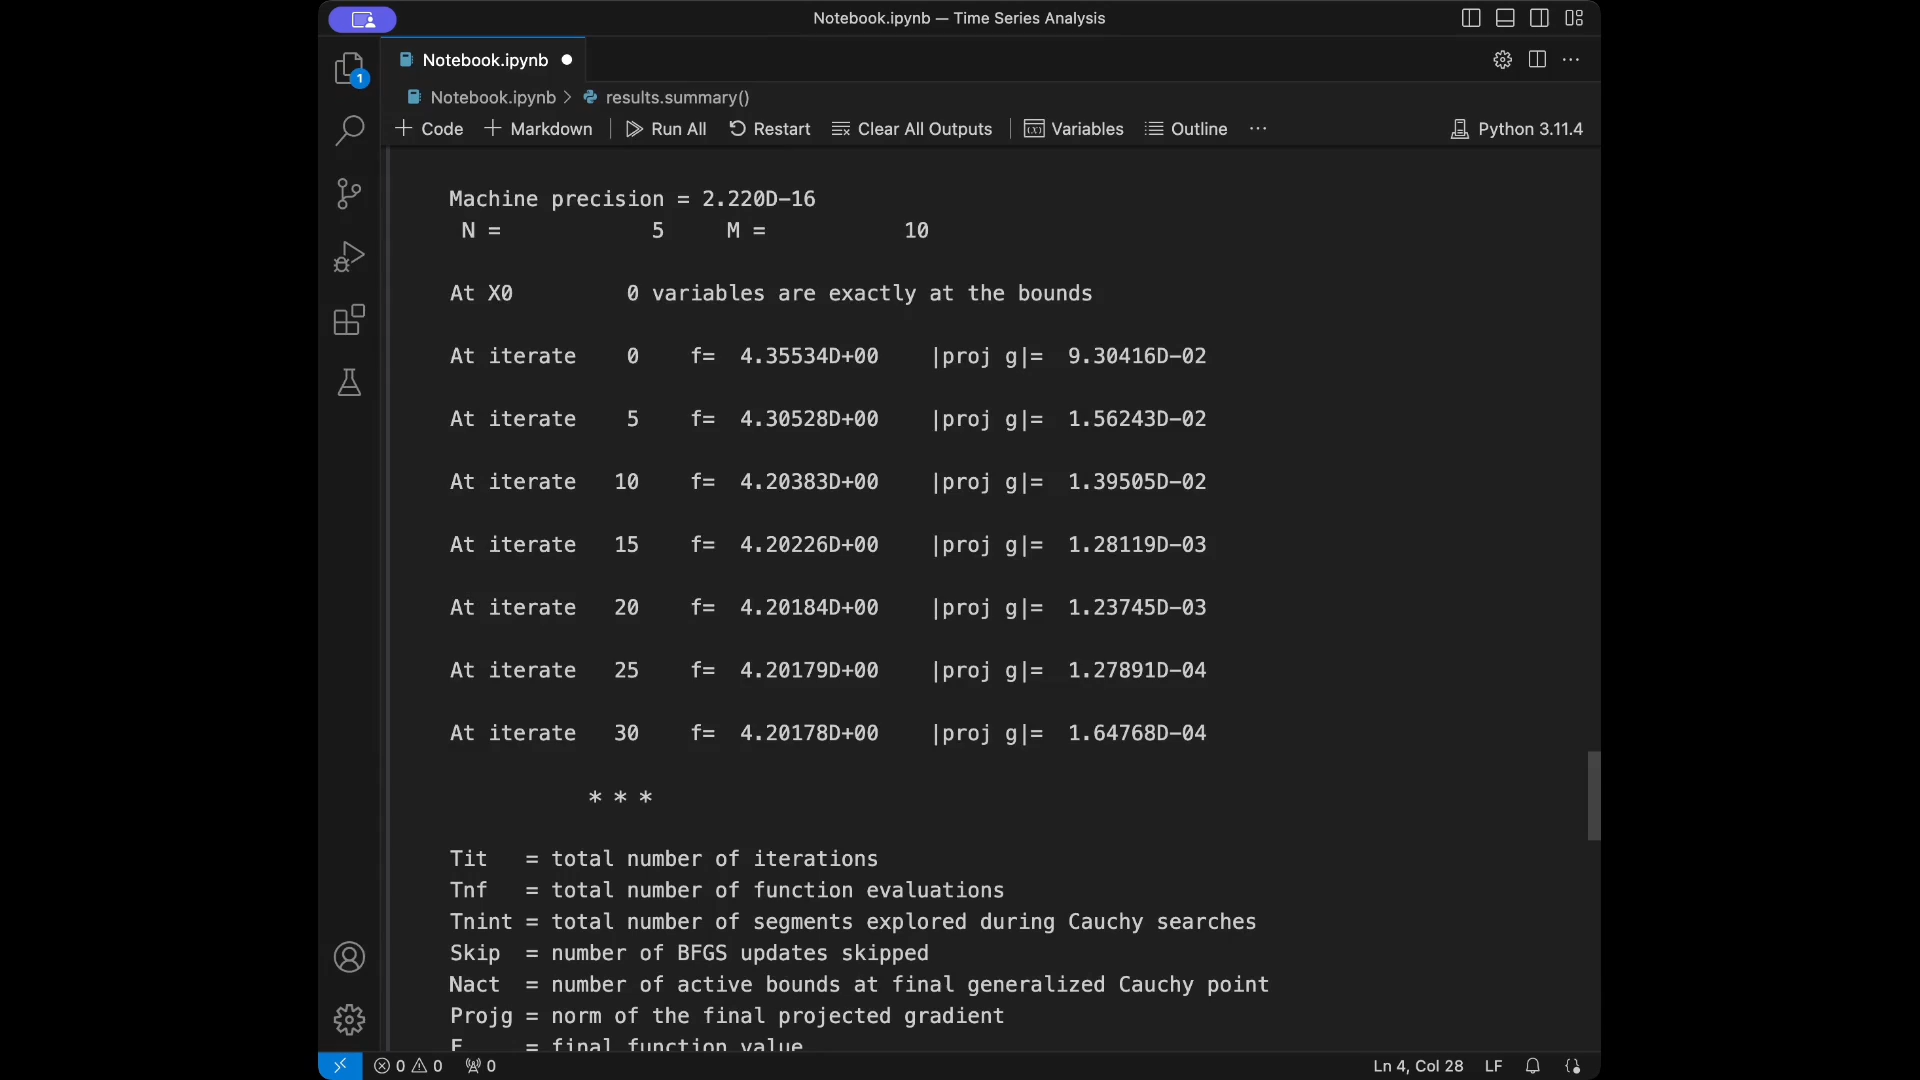 Notebook.ipynb — Time Series Analysis
Notebook.ipynb
1
Notebook.ipynb > results.summary()
+ Code + Markdown Run All Restart Clear All Outputs (x) Variables Outline ... Python 3.11.4
Machine precision = 2.220D-16
N = 5 M = 10
At X0 0 variables are exactly at the bounds
At iterate 0 f= 4.35534D+00 |proj g|= 9.30416D-02
At iterate 5 f= 4.30528D+00 |proj g|= 1.56243D-02
At iterate 10 f= 4.20383D+00 |proj g|= 1.39505D-02
At iterate 15 f= 4.20226D+00 |proj g|= 1.28119D-03
At iterate 20 f= 4.20184D+00 |proj g|= 1.23745D-03
At iterate 25 f= 4.20179D+00 |proj g|= 1.27891D-04
At iterate 30 f= 4.20178D+00 |proj g|= 1.64768D-04
* * *
Tit = total number of iterations
Tnf = total number of function evaluations
Tnint = total number of segments explored during Cauchy searches
Skip = number of BFGS updates skipped
Nact = number of active bounds at final generalized Cauchy point
Projg = norm of the final projected gradient
F = final function value
0 0 0 Ln 4, Col 28 LF